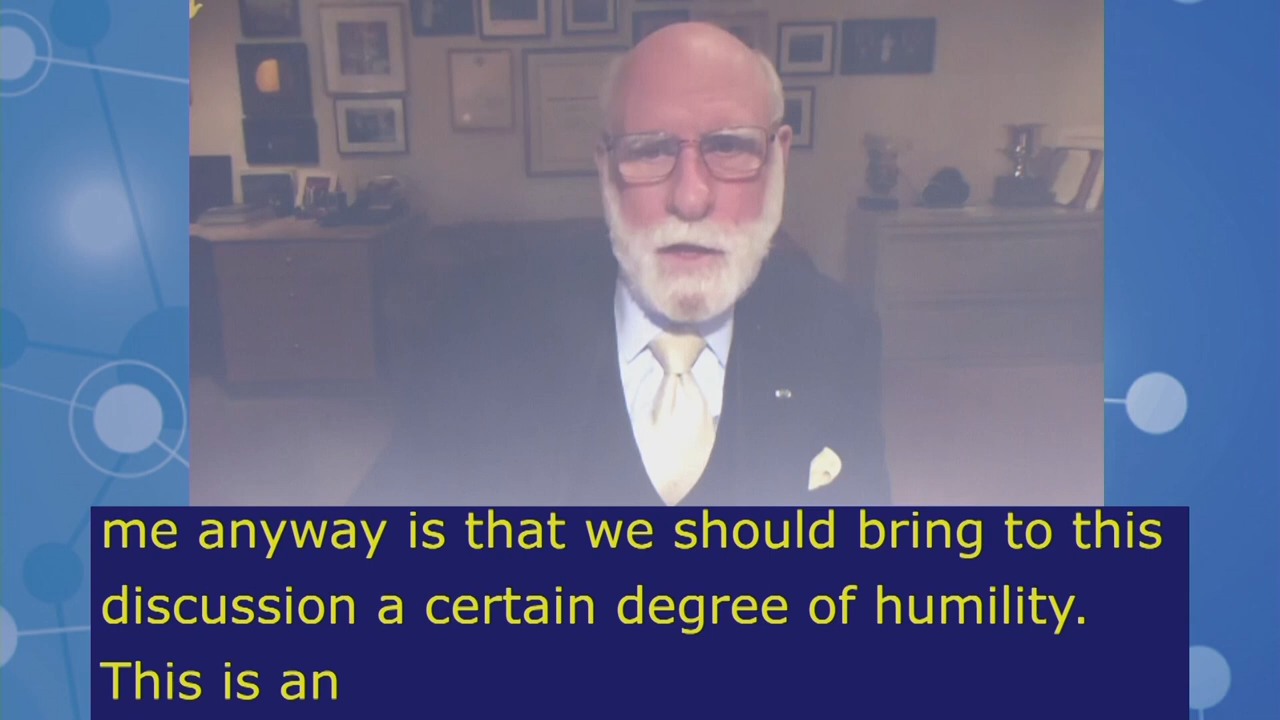 me anyway is that we should bring to this
discussion a certain degree of humility.
This is an